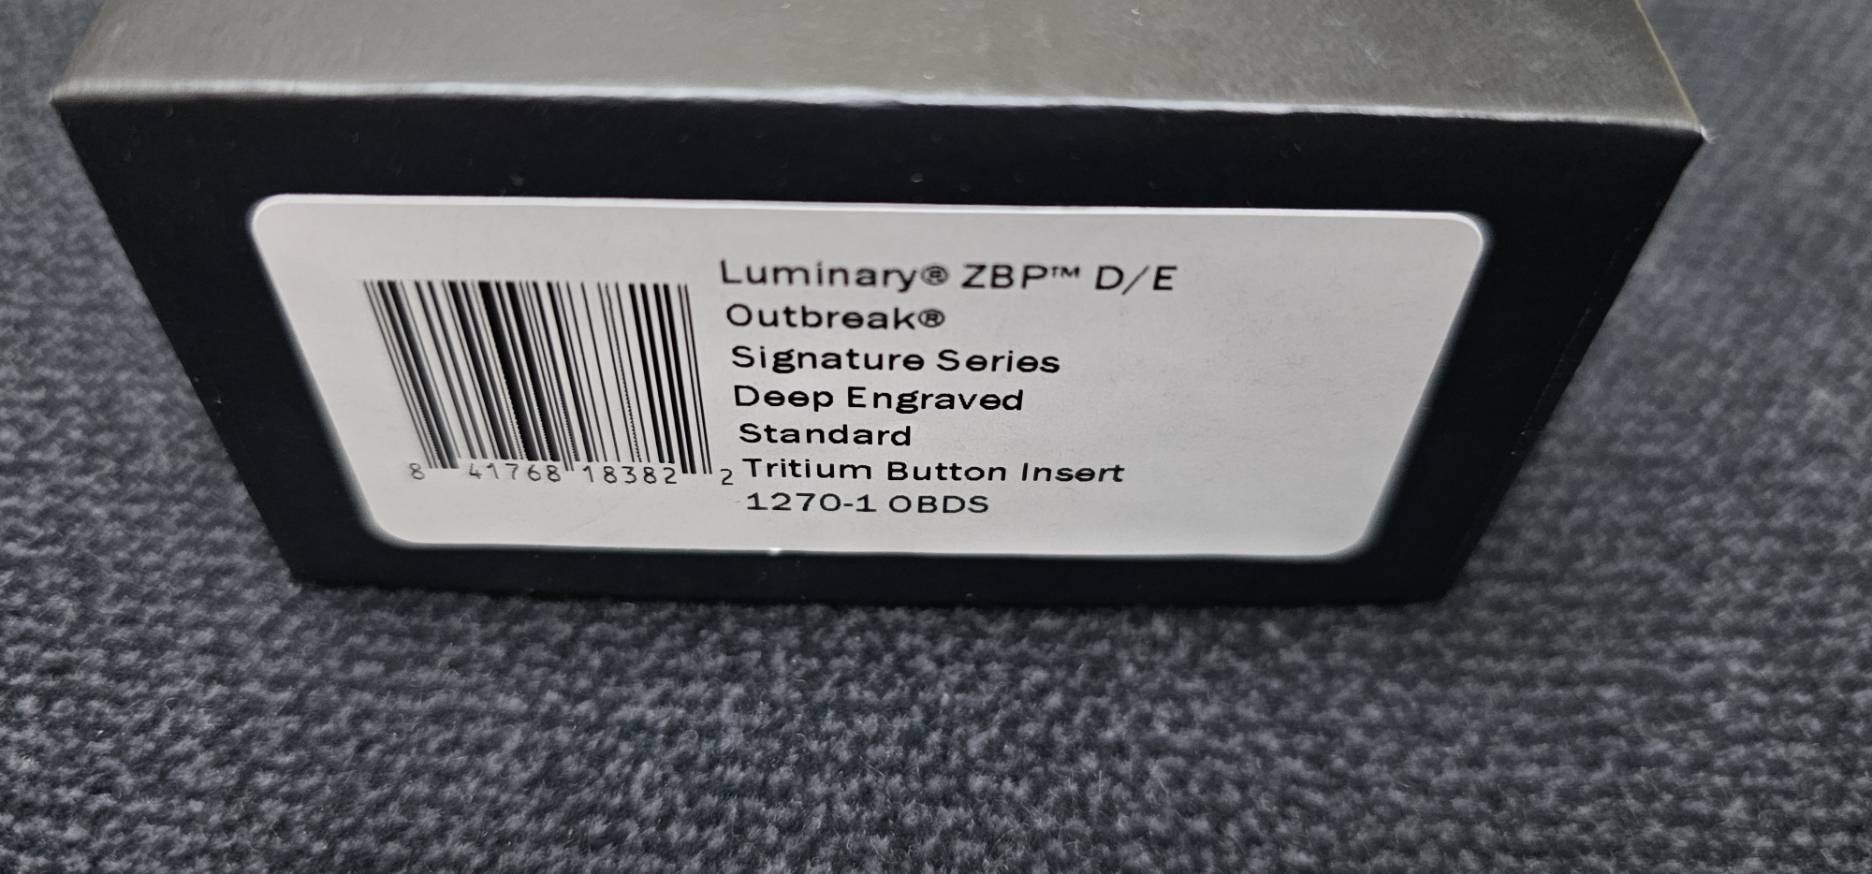 Luminary® ZBP™ D/E
Outbreak®
Signature Series
Deep Engraved
Standard
Tritium Button Insert
1270-1 OBDS
8 41768 18382 2